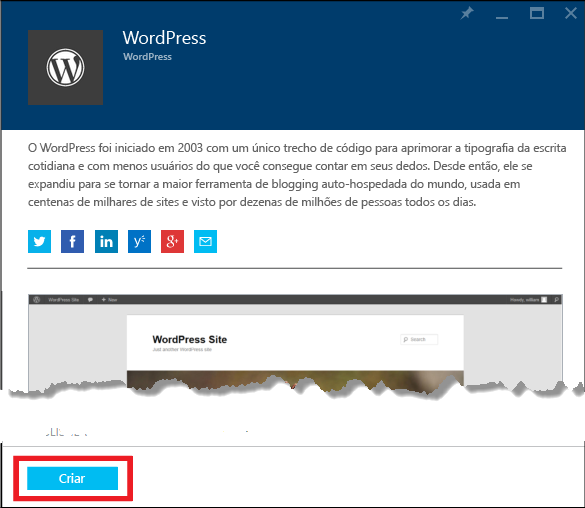 WordPress
WordPress
O WordPress foi iniciado em 2003 com um único trecho de código para aprimorar a tipografia da escrita
cotidiana e com menos usuários do que você consegue contar em seus dedos. Desde então, ele se
expandiu para se tornar a maior ferramenta de blogging auto-hospedada do mundo, usada em
centenas de milhares de sites e visto por dezenas de milhões de pessoas todos os dias.
WordPress Site
+ New
Howdy, william
WordPress Site
Just another WordPress site
Search
Criar